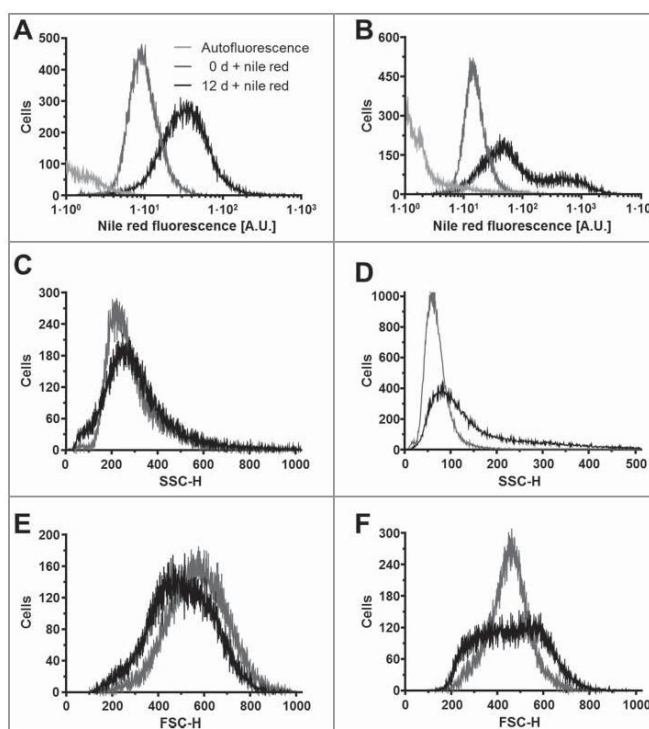 A
500
400
300
200
100
0
Cells
Autofluorescence
0 d + nile red
12 d + nile red
1·10⁰ 1·10¹ 1·10² 1·10³
Nile red fluorescence [A.U.]
B
600
450
300
150
0
Cells
1·10⁰ 1·10¹ 1·10² 1·10³ 1·10
Nile red fluorescence [A.U.]
C
300
240
180
120
60
0
Cells
0 200 400 600 800 1000
SSC-H
D
1000
800
600
400
200
0
Cells
0 100 200 300 400 500
SSC-H
E
200
160
120
80
40
0
Cells
0 200 400 600 800 1000
FSC-H
F
300
240
180
120
60
0
Cells
0 200 400 600 800 1000
FSC-H